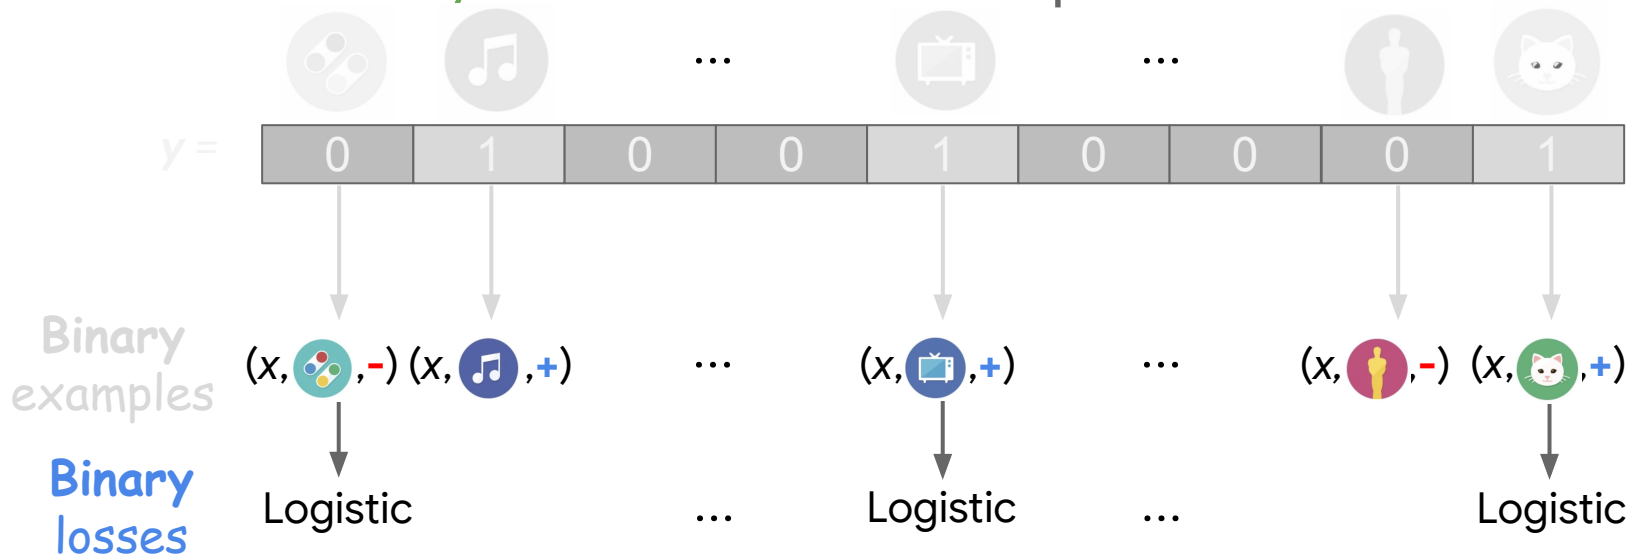 ... ...
y = 0 1 0 0 1 0 0 0 1
Binary
examples
(x, ,-) (x, ,+) ... (x, ,+) ... (x, ,-) (x, ,+)
Binary
losses
Logistic ... Logistic ... Logistic